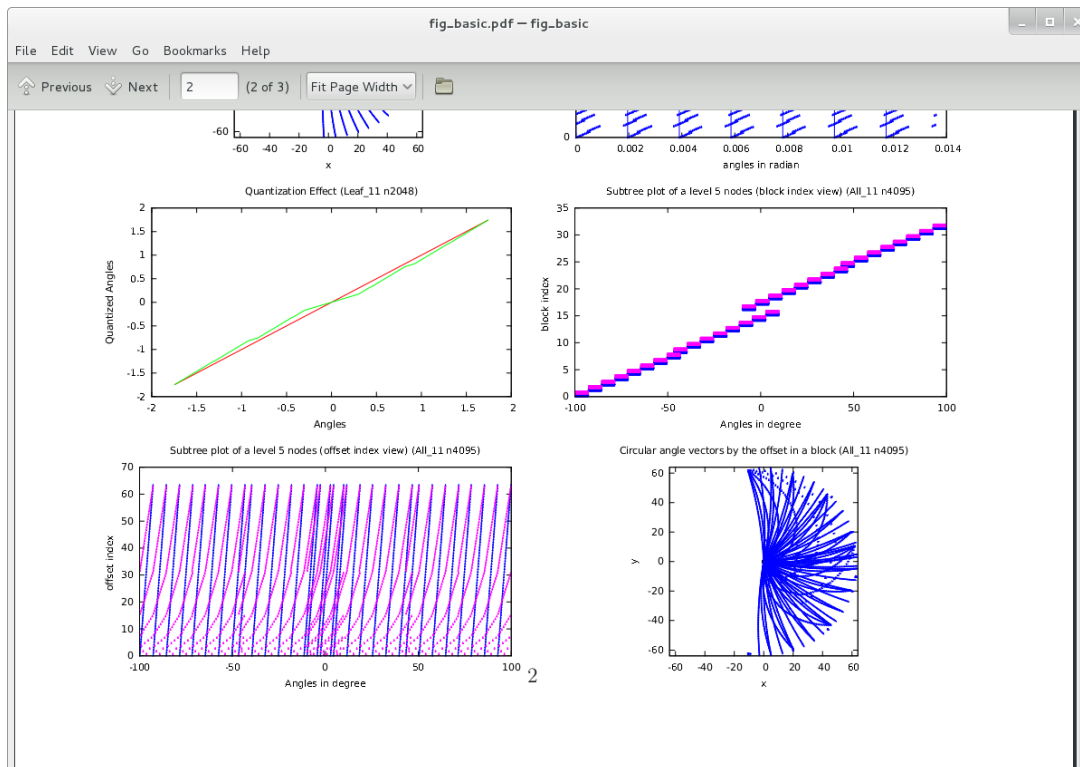 fig_basic.pdf — fig_basic
File Edit View Go Bookmarks Help
Previous Next 2 (2 of 3) Fit Page Width
-60
-60 -40 -20 0 20 40 60
x
0
0 0.002 0.004 0.006 0.008 0.01 0.012 0.014
angles in radian
Quantization Effect (Leaf_11 n2048)
Quantized Angles
2
1.5
1
0.5
0
-0.5
-1
-1.5
-2
-2 -1.5 -1 -0.5 0 0.5 1 1.5 2
Angles
Subtree plot of a level 5 nodes (block index view) (All_11 n4095)
block index
35
30
25
20
15
10
5
0
-100 -50 0 50 100
Angles in degree
Subtree plot of a level 5 nodes (offset index view) (All_11 n4095)
offset index
70
60
50
40
30
20
10
0
-100 -50 0 50 100
Angles in degree
Circular angle vectors by the offset in a block (All_11 n4095)
y
60
40
20
0
-20
-40
-60
-60 -40 -20 0 20 40 60
x
2